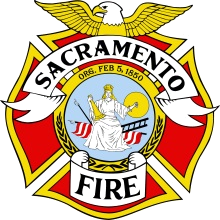 SACRAMENTO
ORG. FEB 5, 1850
FIRE